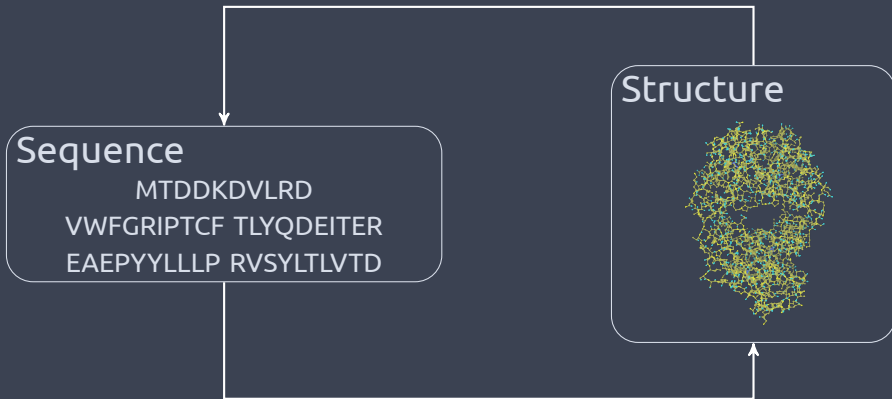 Sequence
MTDDKDVLRD
VWFGRIPTCF TLYQDEITER
EAEPYYLLLP RVSYLTLVTD
Structure